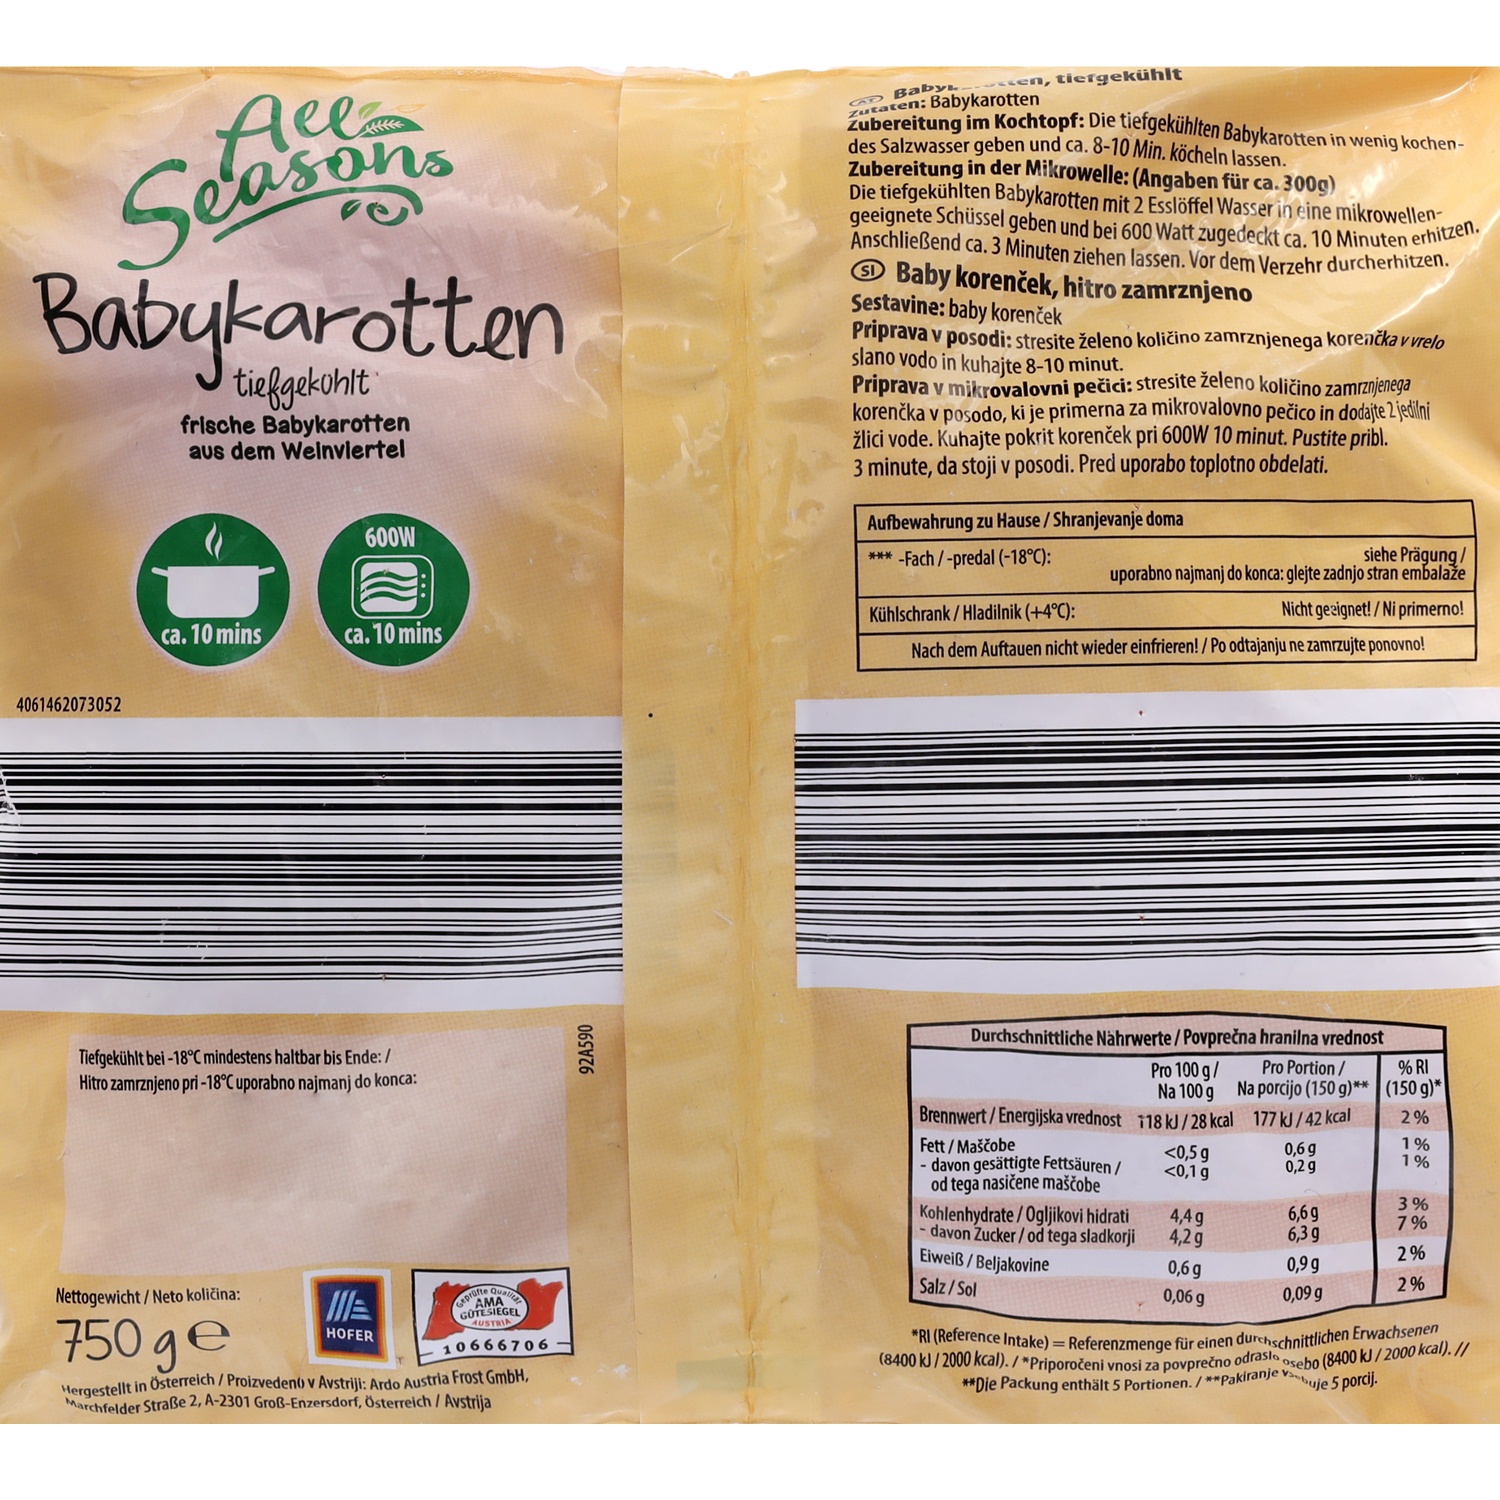 All
Seasons
Babykarotten
tiefgekühlt
frische Babykarotten
aus dem Weinviertel
ca. 10 mins
600W
ca. 10 mins
4061462073052
Tiefgekühlt bei -18°C mindestens haltbar bis Ende: /
Hitro zamrznjeno pri -18°C uporabno najmanj do konca:
92A590
Nettogewicht / Neto količina:
750 g e
HOFER
Geprüfte Qualität
AMA
GÜTESIEGEL
AUSTRIA
10666706
Hergestellt in Österreich / Proizvedeno v Avstriji: Ardo Austria Frost GmbH,
Marchfelder Straße 2, A-2301 Groß-Enzersdorf, Österreich / Avstrija
AT tiefgekühlt
Zutaten: Babykarotten
Zubereitung im Kochtopf: Die tiefgekühlten Babykarotten in wenig kochen-
des Salzwasser geben und ca. 8-10 Min. köcheln lassen.
Zubereitung in der Mikrowelle: (Angaben für ca. 300g)
Die tiefgekühlten Babykarotten mit 2 Esslöffel Wasser in eine mikrowellen-
geeignete Schüssel geben und bei 600 Watt zugedeckt ca. 10 Minuten erhitzen.
Anschließend ca. 3 Minuten ziehen lassen. Vor dem Verzehr durcherhitzen.
SI Baby korenček, hitro zamrznjeno
Sestavine: baby korenček
Priprava v posodi: stresite želeno količino zamrznjenega korenčka v vrelo
slano vodo in kuhajte 8-10 minut.
Priprava v mikrovalovni pečici: stresite želeno količino zamrznjenega
korenčka v posodo, ki je primerna za mikrovalovno pečico in dodajte 2 jedilni
žlici vode. Kuhajte pokrit korenček pri 600W 10 minut. Pustite pribl.
3 minute, da stoji v posodi. Pred uporabo toplotno obdelati.
Aufbewahrung zu Hause / Shranjevanje doma
*** -Fach / -predal (-18°C): siehe Prägung /
uporabno najmanj do konca: glejte zadnjo stran embalaže
Kühlschrank / Hladilnik (+4°C): Nicht geeignet! / Ni primerno!
Nach dem Auftauen nicht wieder einfrieren! / Po odtajanju ne zamrzujte ponovno!
Durchschnittliche Nährwerte / Povprečna hranilna vrednost
Pro 100 g / Pro Portion / % RI
Na 100 g Na porcijo (150 g)** (150 g)*
Brennwert / Energijska vrednost 118 kJ / 28 kcal 177 kJ / 42 kcal 2 %
Fett / Maščobe <0,5 g 0,6 g 1 %
- davon gesättigte Fettsäuren / <0,1 g 0,2 g 1 %
od tega nasičene maščobe
Kohlenhydrate / Ogljikovi hidrati 4,4 g 6,6 g 3 %
- davon Zucker / od tega sladkorji 4,2 g 6,3 g 7 %
Eiweiß / Beljakovine 0,6 g 0,9 g 2 %
Salz / Sol 0,06 g 0,09 g 2 %
*RI (Reference Intake) = Referenzmenge für einen durchschnittlichen Erwachsenen
(8400 kJ / 2000 kcal). / *Priporočeni vnosi za povprečno odraslo osebo (8400 kJ / 2000 kcal). //
**Die Packung enthält 5 Portionen. / **Pakiranje vsebuje 5 porcij.